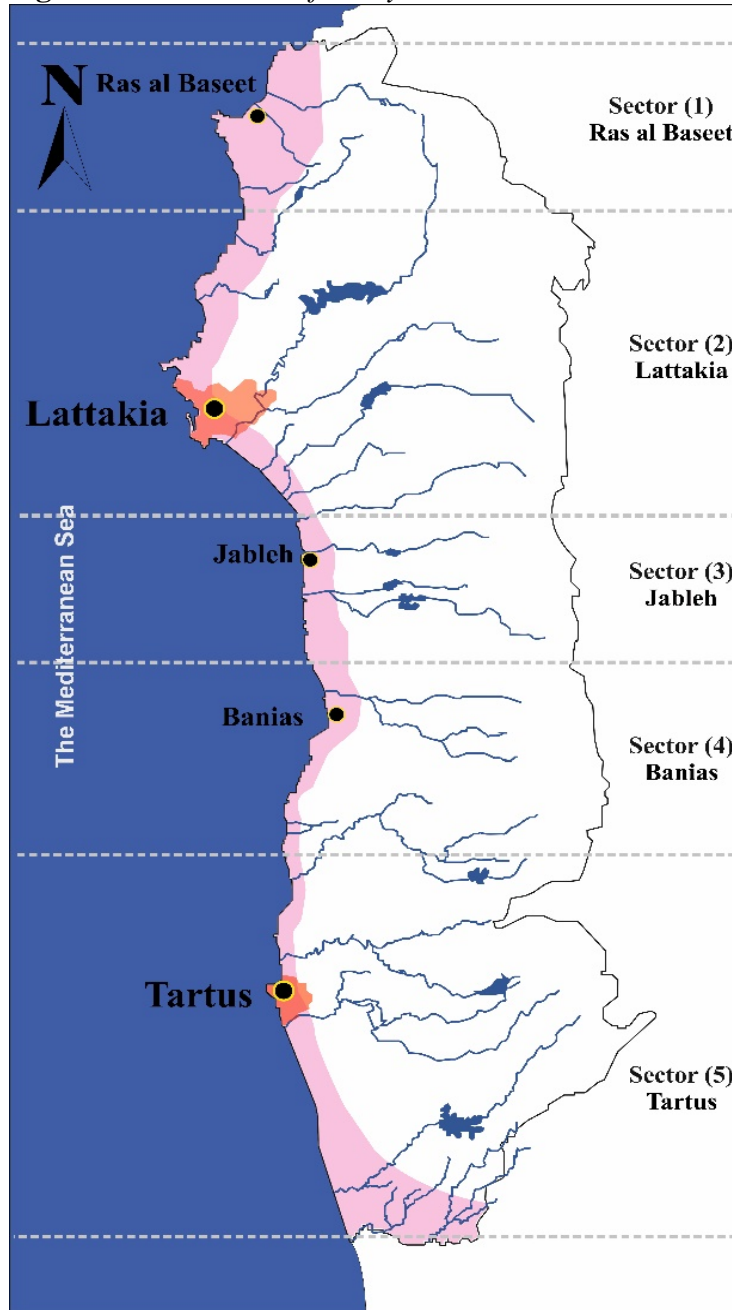 N
Ras al Baseet
Sector (1)
Ras al Baseet
Sector (2)
Lattakia
Lattakia
The Mediterranean Sea
Jableh
Sector (3)
Jableh
Banias
Sector (4)
Banias
Tartus
Sector (5)
Tartus